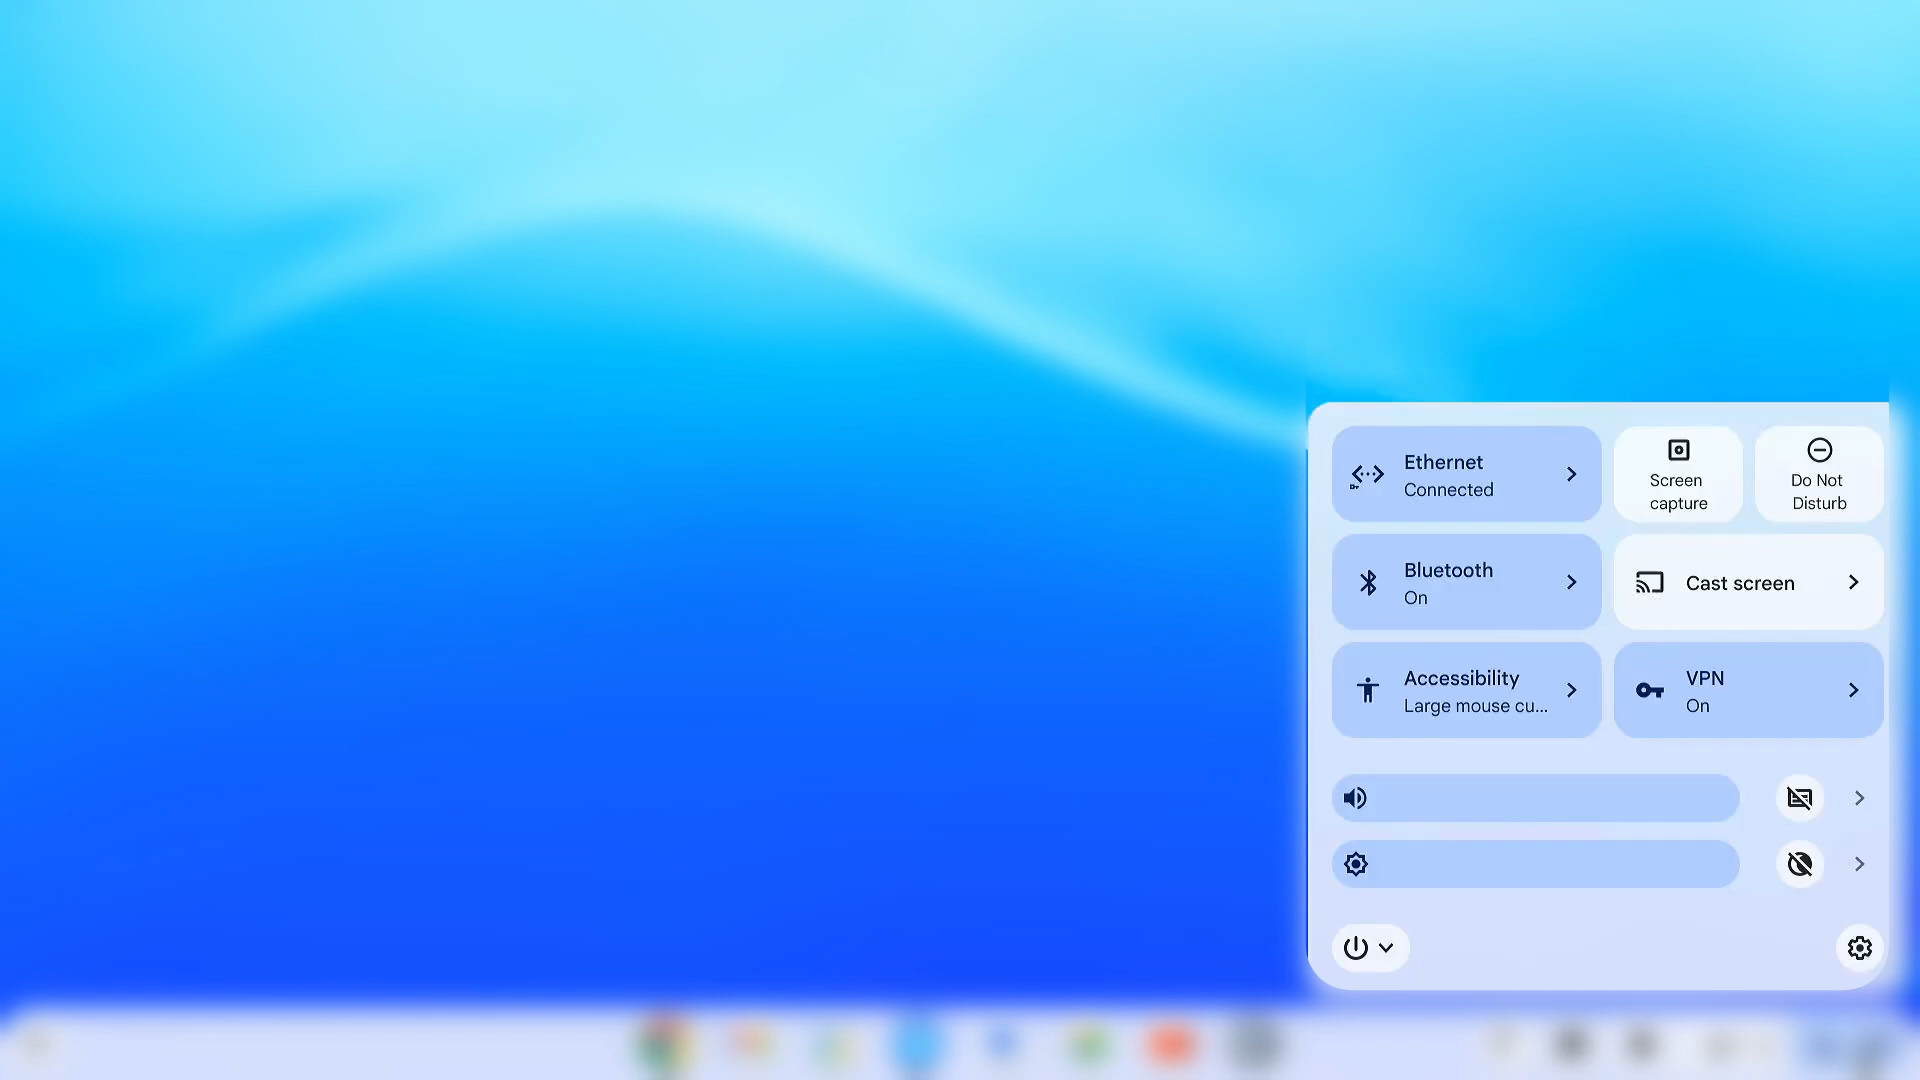 Ethernet
Connected
Screen
capture
Do Not
Disturb
Bluetooth
On
Cast screen
Accessibility
Large mouse cu...
VPN
On